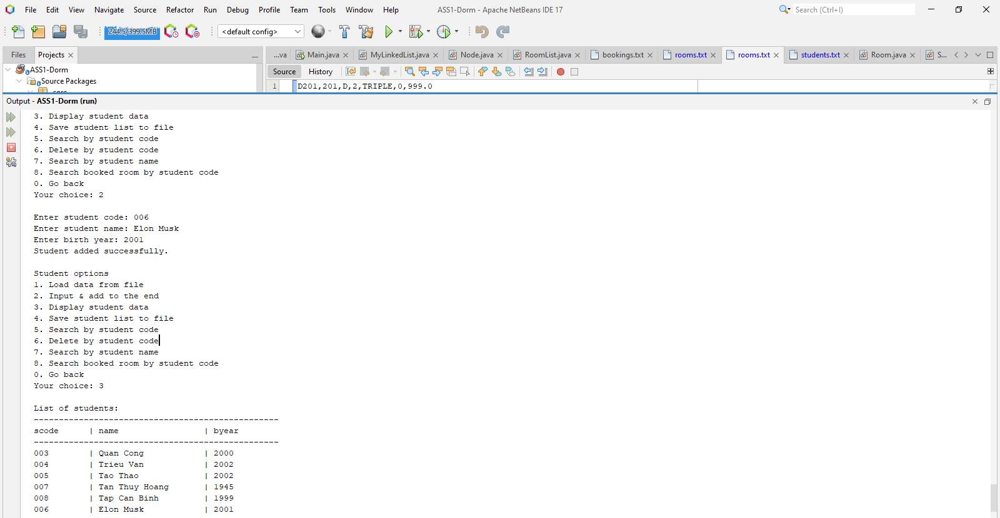 File Edit View Navigate Source Refactor Run Debug Profile Team Tools Window Help ASS1-Dorm - Apache NetBeans IDE 17 Search (Ctrl+I)
244.5/399.5MB <default config>
Files Projects ...va Main.java MyLinkedList.java Node.java RoomList.java bookings.txt rooms.txt rooms.txt students.txt Room.java S...
ASS1-Dorm Source History
Source Packages 1 D201,201,D,2,TRIPLE,0,999.0
core
Output - ASS1-Dorm (run)
3. Display student data
4. Save student list to file
5. Search by student code
6. Delete by student code
7. Search by student name
8. Search booked room by student code
0. Go back
Your choice: 2
Enter student code: 006
Enter student name: Elon Musk
Enter birth year: 2001
Student added successfully.
Student options
1. Load data from file
2. Input & add to the end
3. Display student data
4. Save student list to file
5. Search by student code
6. Delete by student code
7. Search by student name
8. Search booked room by student code
0. Go back
Your choice: 3
List of students:
-------------------------------------------------
scode | name | byear
-------------------------------------------------
003 | Quan Cong | 2000
004 | Trieu Van | 2002
005 | Tao Thao | 2002
007 | Tan Thuy Hoang | 1945
008 | Tap Can Binh | 1999
006 | Elon Musk | 2001